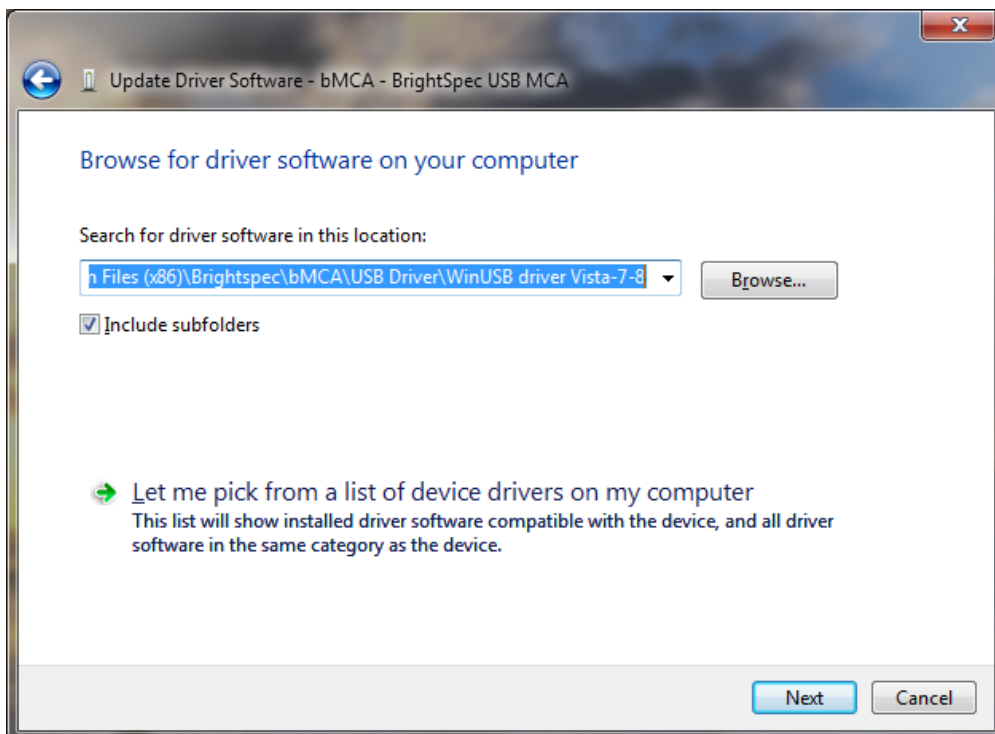 Update Driver Software - bMCA - BrightSpec USB MCA
Browse for driver software on your computer
Search for driver software in this location:
n Files (x86)\Brightspec\bMCA\USB Driver\WinUSB driver Vista-7-8
Browse...
Include subfolders
Let me pick from a list of device drivers on my computer
This list will show installed driver software compatible with the device, and all driver
software in the same category as the device.
Next
Cancel